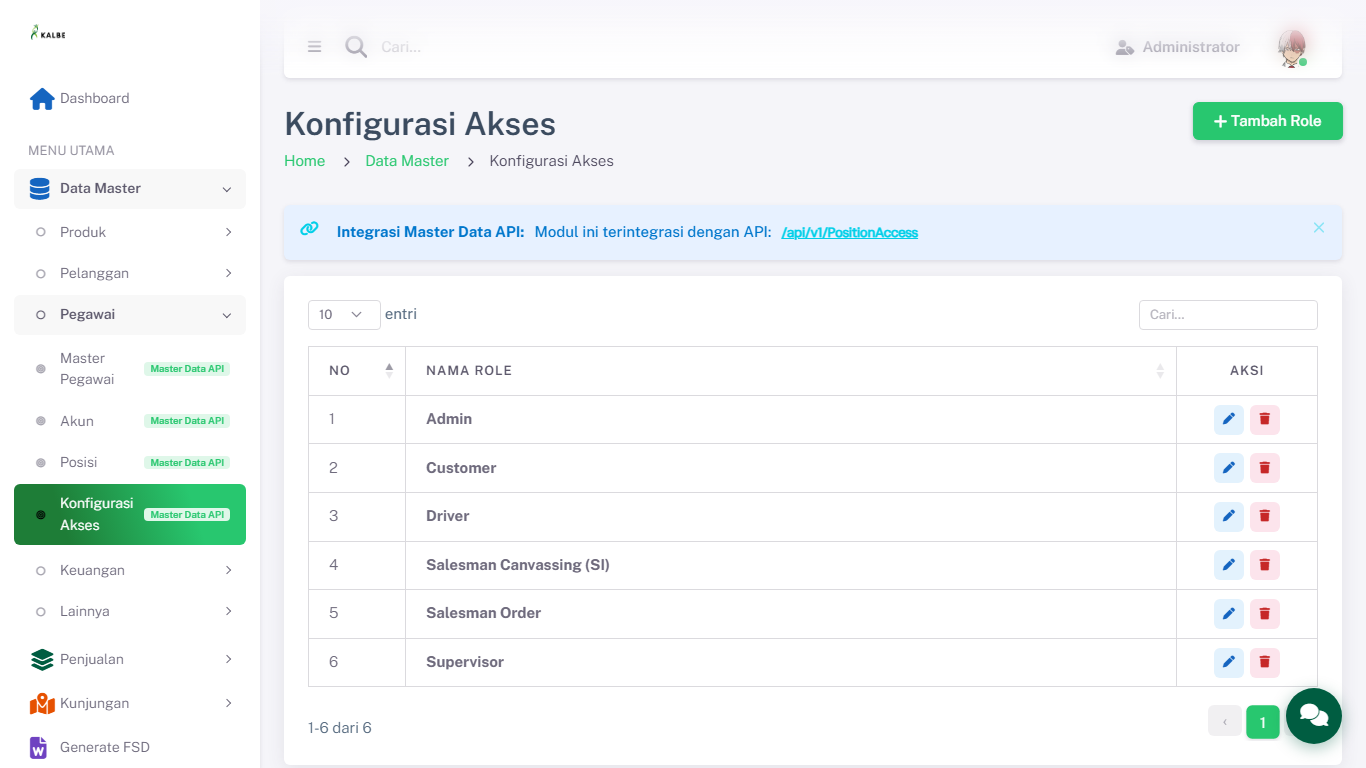 KALBE
Cari...
Administrator
Dashboard
MENU UTAMA
Data Master
Produk
Pelanggan
Pegawai
Master Pegawai
Master Data API
Akun
Master Data API
Posisi
Master Data API
Konfigurasi Akses
Master Data API
Keuangan
Lainnya
Penjualan
Kunjungan
Generate FSD
Konfigurasi Akses
+ Tambah Role
Home > Data Master > Konfigurasi Akses
Integrasi Master Data API: Modul ini terintegrasi dengan API: /api/v1/PositionAccess
10 entri
Cari...
NO NAMA ROLE AKSI
1 Admin
2 Customer
3 Driver
4 Salesman Canvassing (SI)
5 Salesman Order
6 Supervisor
1-6 dari 6
‹ 1